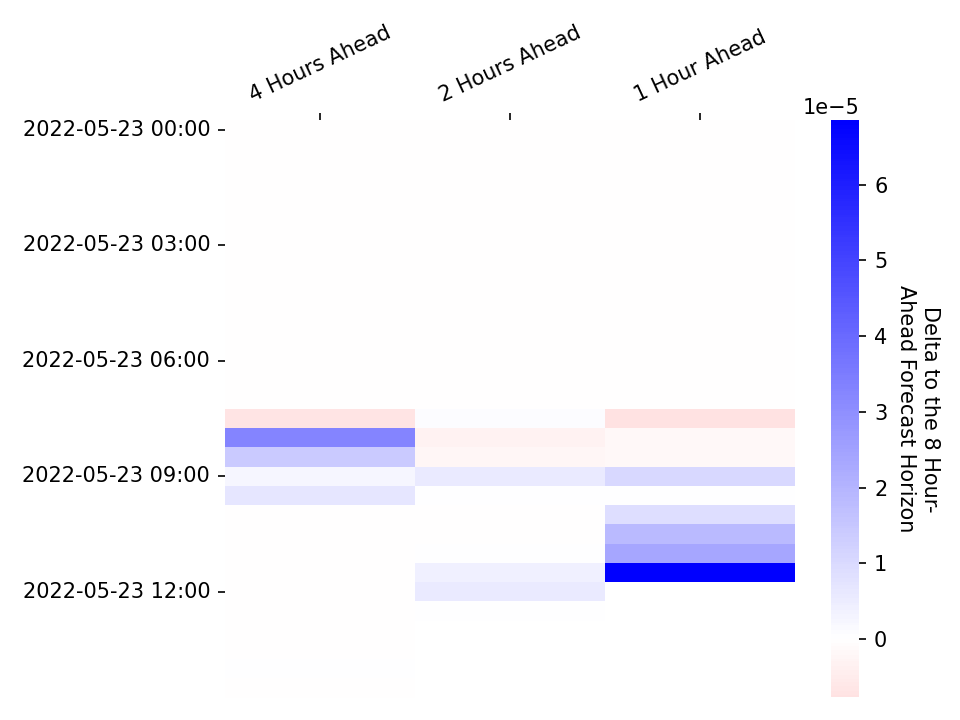 4 Hours Ahead
2 Hours Ahead
1 Hour Ahead
1e−5
2022-05-23 00:00
2022-05-23 03:00
2022-05-23 06:00
2022-05-23 09:00
2022-05-23 12:00
6
5
4
3
2
1
0
Delta to the 8 Hour-
Ahead Forecast Horizon